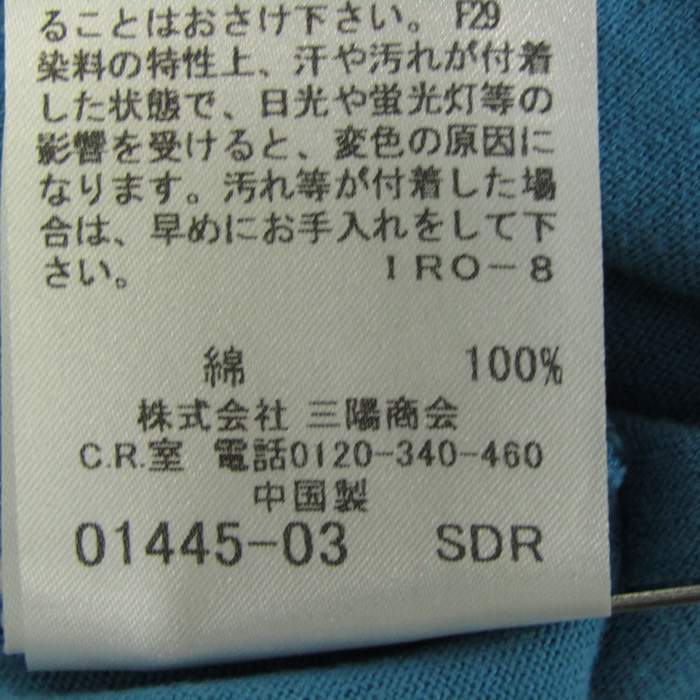 ることはおさけ下さい。 F29
染料の特性上、汗や汚れが付着
した状態で、日光や蛍光灯等の
影響を受けると、変色の原因に
なります。汚れ等が付着した場
合は、早めにお手入れをして下
さい。 IRO-8
綿 100%
株式会社 三陽商会
C.R.室 電話0120-340-460
中国製
01445-03 SDR